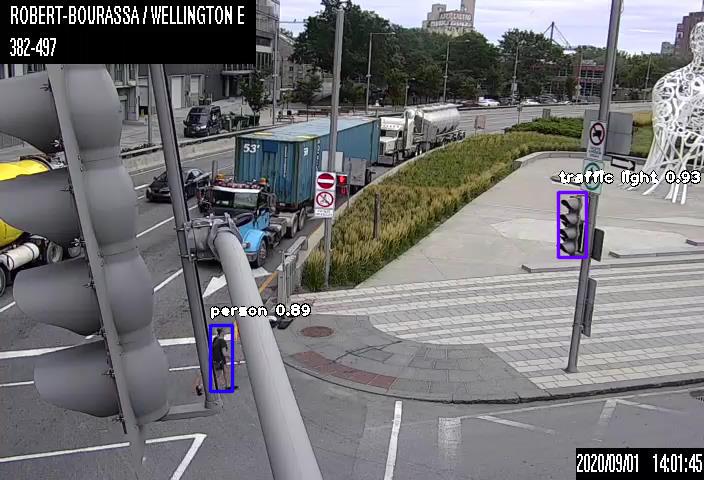 ROBERT-BOURASSA / WELLINGTON E
382-497
53'
traffic light 0.93
person 0.89
2020/09/01 14:01:45